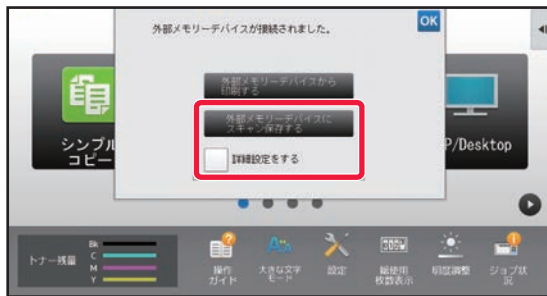 外部メモリーデバイスが接続されました。
OK
外部メモリーデバイスから
印刷する
外部メモリーデバイスに
スキャン保存する
詳細設定をする
シンプル
コピー
P/Desktop
トナー残量
Bk
C
M
Y
操作
ガイド
大きな文字
モード
設定
総使用
枚数表示
明度調整
ジョブ状
況